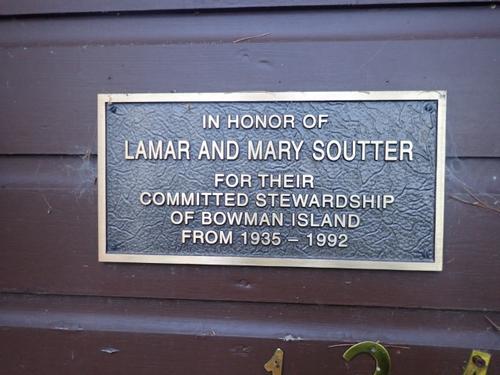 IN HONOR OF
LAMAR AND MARY SOUTTER
FOR THEIR
COMMITTED STEWARDSHIP
OF BOWMAN ISLAND
FROM 1935 – 1992